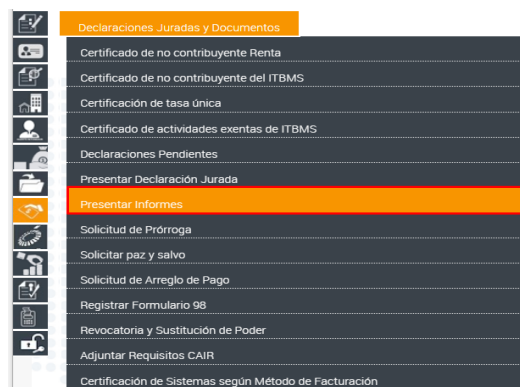 Declaraciones Juradas y Documentos
Certificado de no contribuyente Renta
Certificado de no contribuyente del ITBMS
Certificación de tasa única
Certificado de actividades exentas de ITBMS
Declaraciones Pendientes
Presentar Declaración Jurada
Presentar Informes
Solicitud de Prórroga
Solicitar paz y salvo
Solicitud de Arreglo de Pago
Registrar Formulario 98
Revocatoria y Sustitución de Poder
Adjuntar Requisitos CAIR
Certificación de Sistemas según Método de Facturación